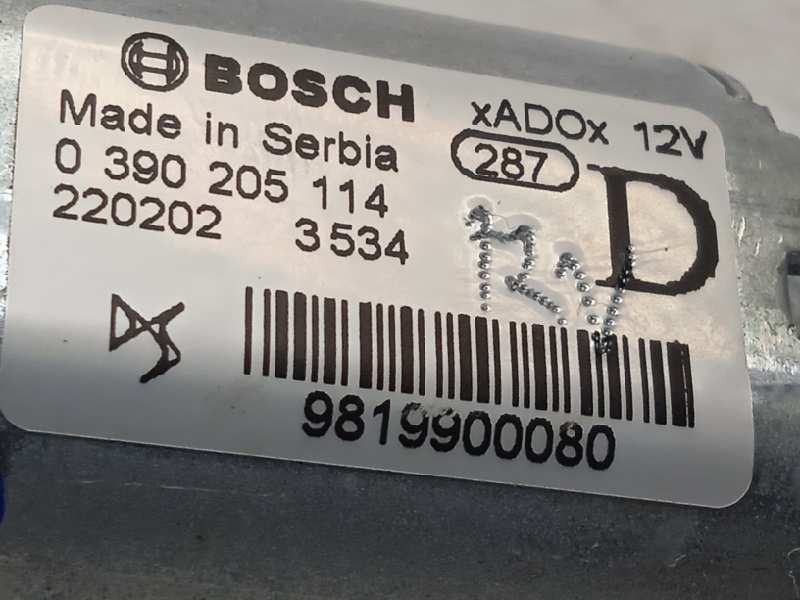 BOSCH
xADOx 12V
Made in Serbia
287
0 390 205 114
D
220202 3534
9819900080